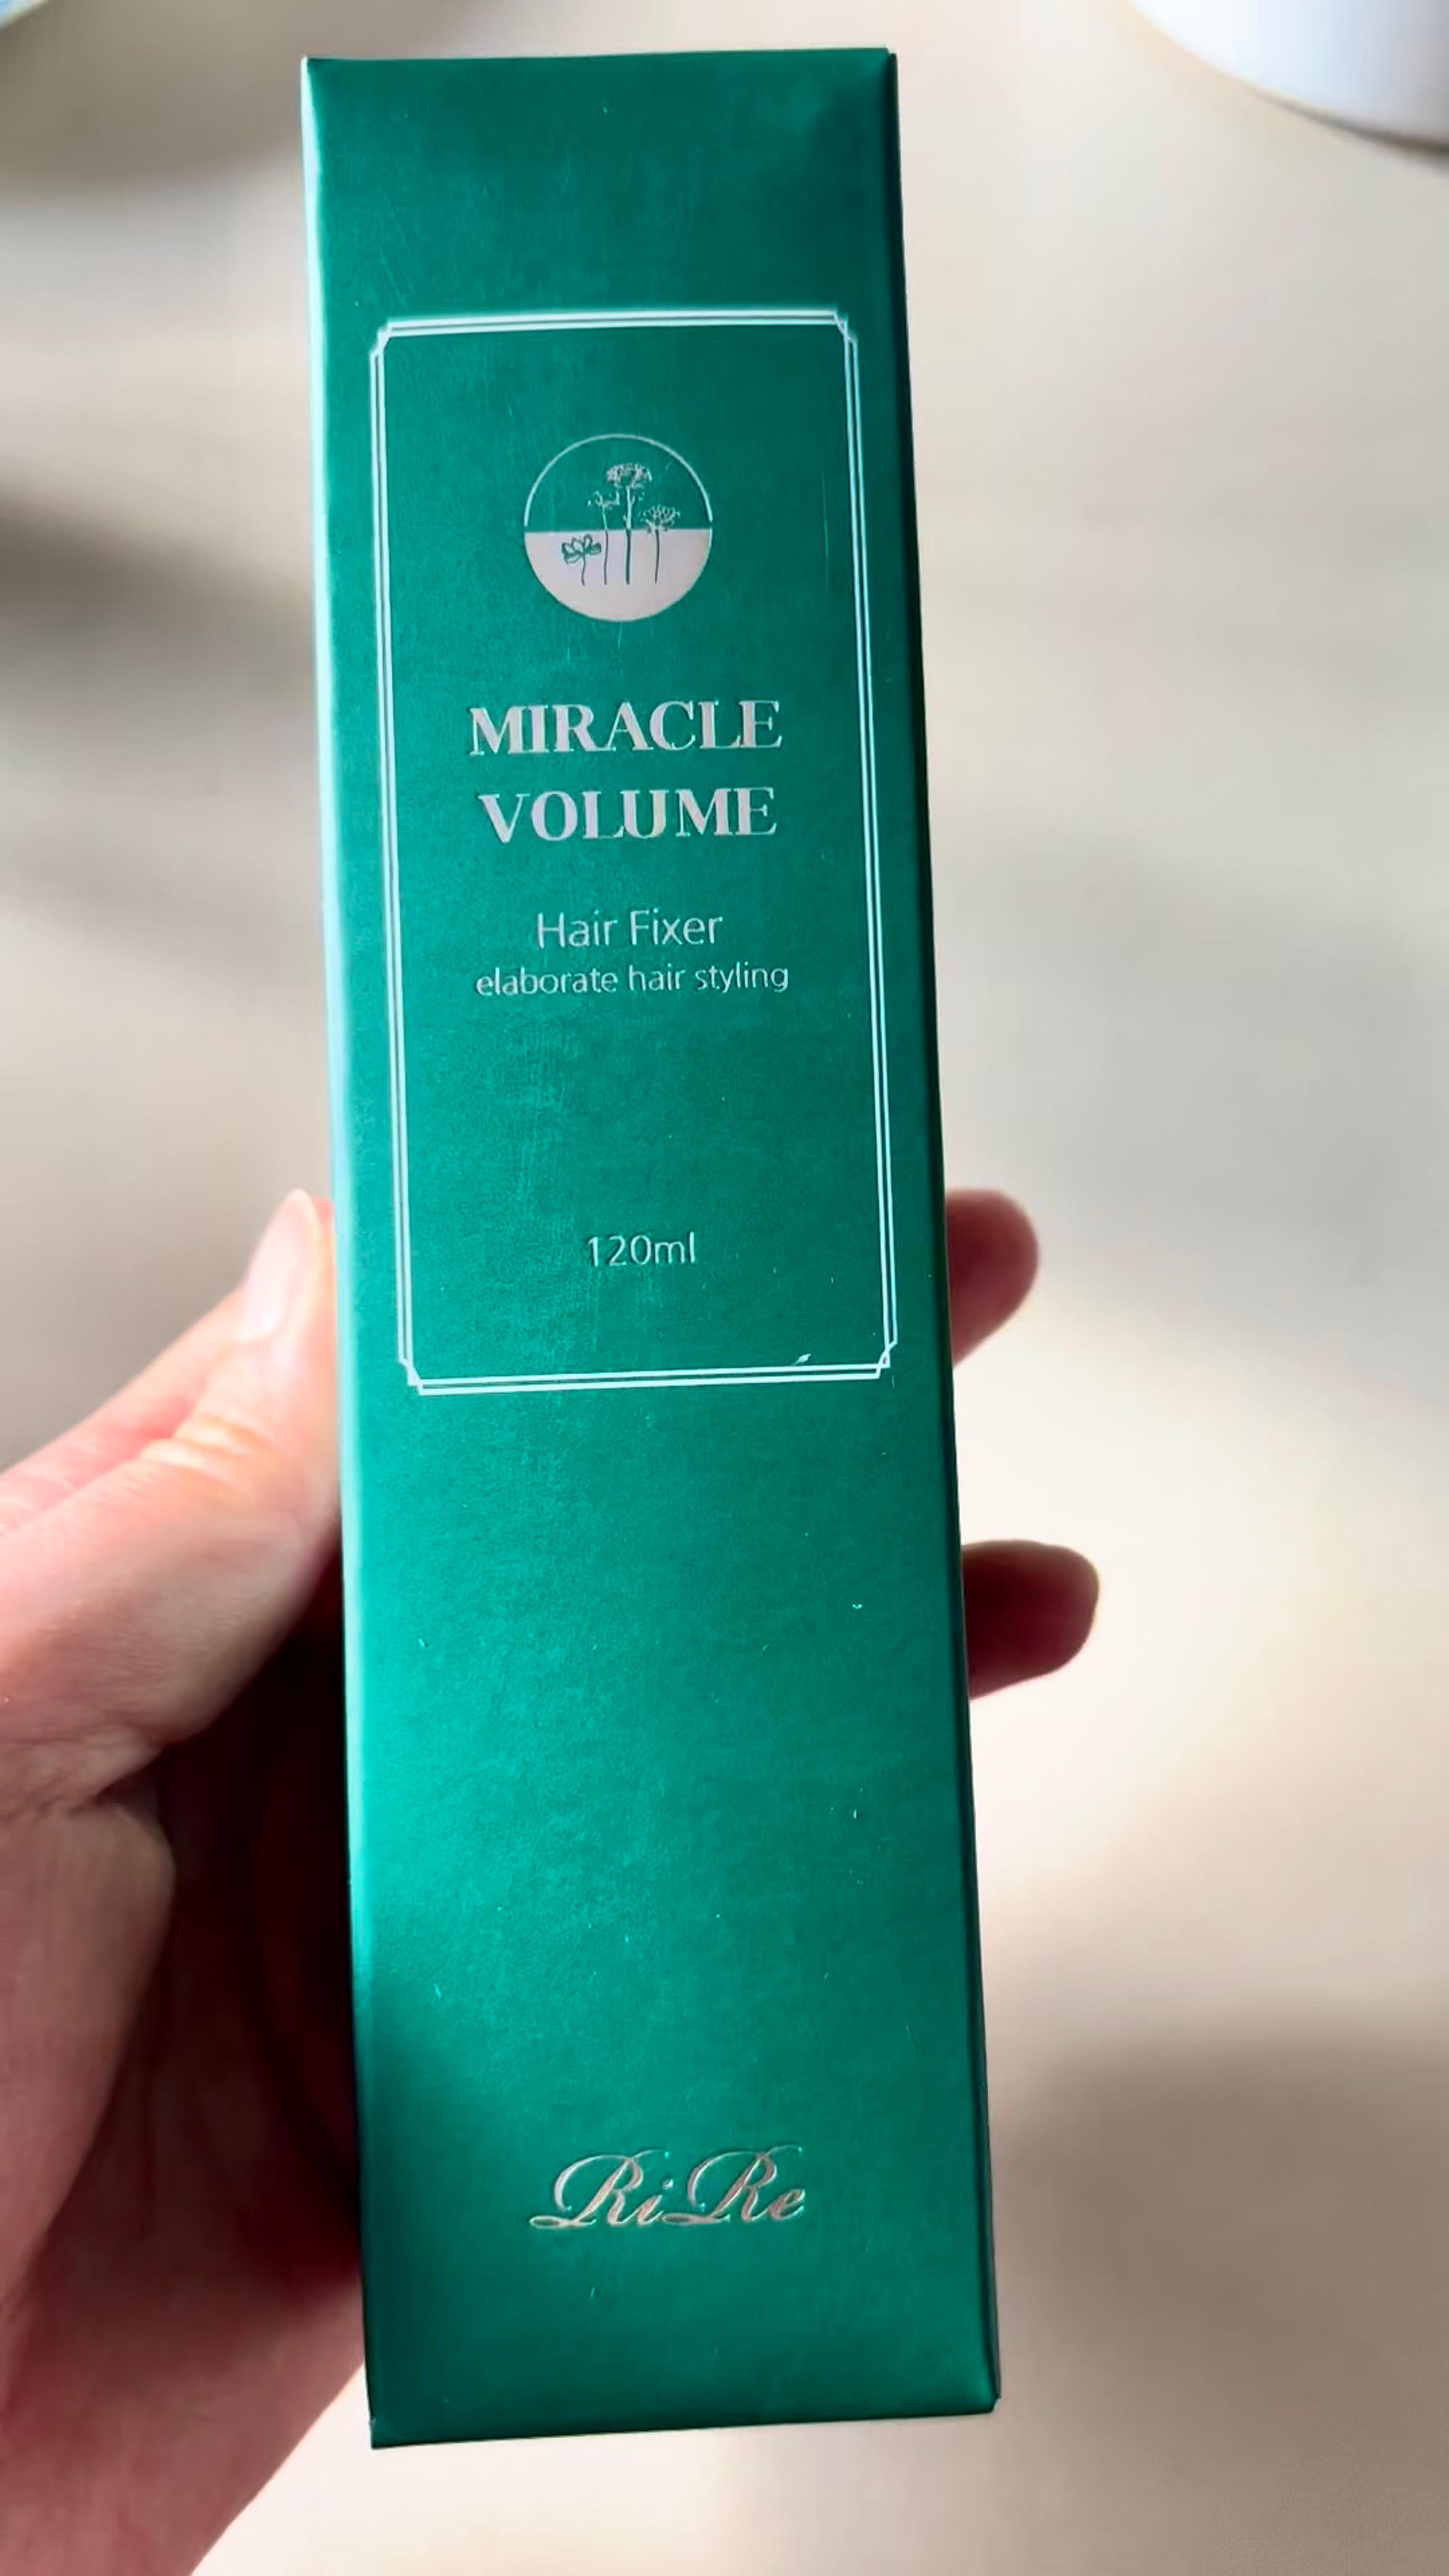 MIRACLE
VOLUME
Hair Fixer
elaborate hair styling
120ml
RiRe